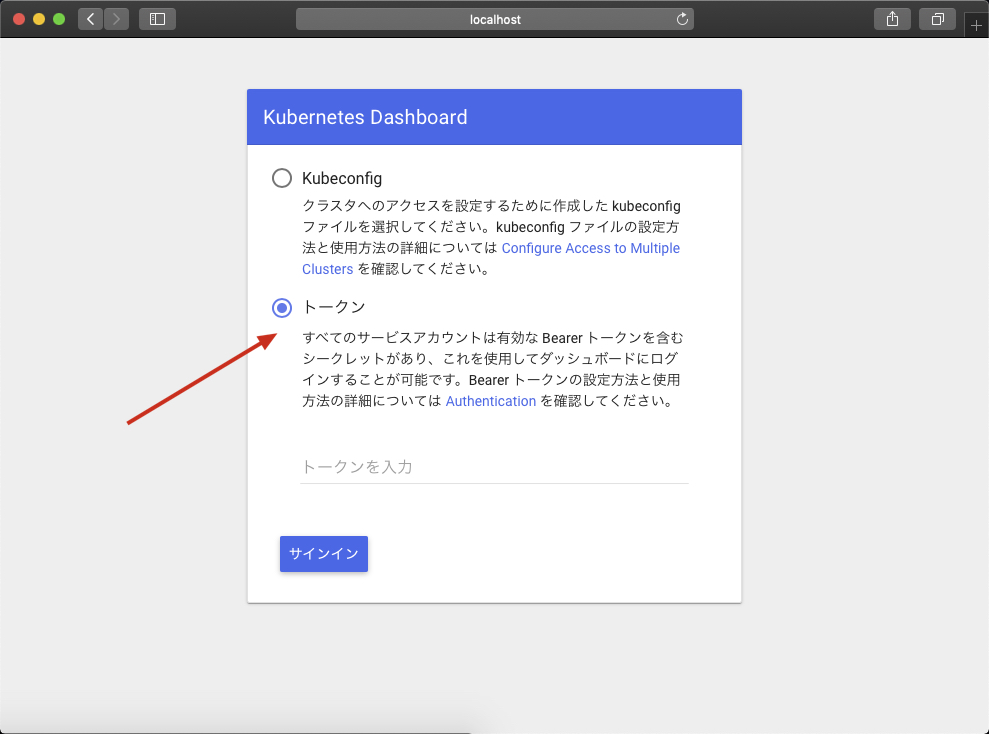 localhost
Kubernetes Dashboard
Kubeconfig
クラスタへのアクセスを設定するために作成した kubeconfig
ファイルを選択してください。kubeconfig ファイルの設定方
法と使用方法の詳細については Configure Access to Multiple
Clusters を確認してください。
トークン
すべてのサービスアカウントは有効な Bearer トークンを含む
シークレットがあり、これを使用してダッシュボードにログ
インすることが可能です。Bearer トークンの設定方法と使用
方法の詳細については Authentication を確認してください。
トークンを入力
サインイン